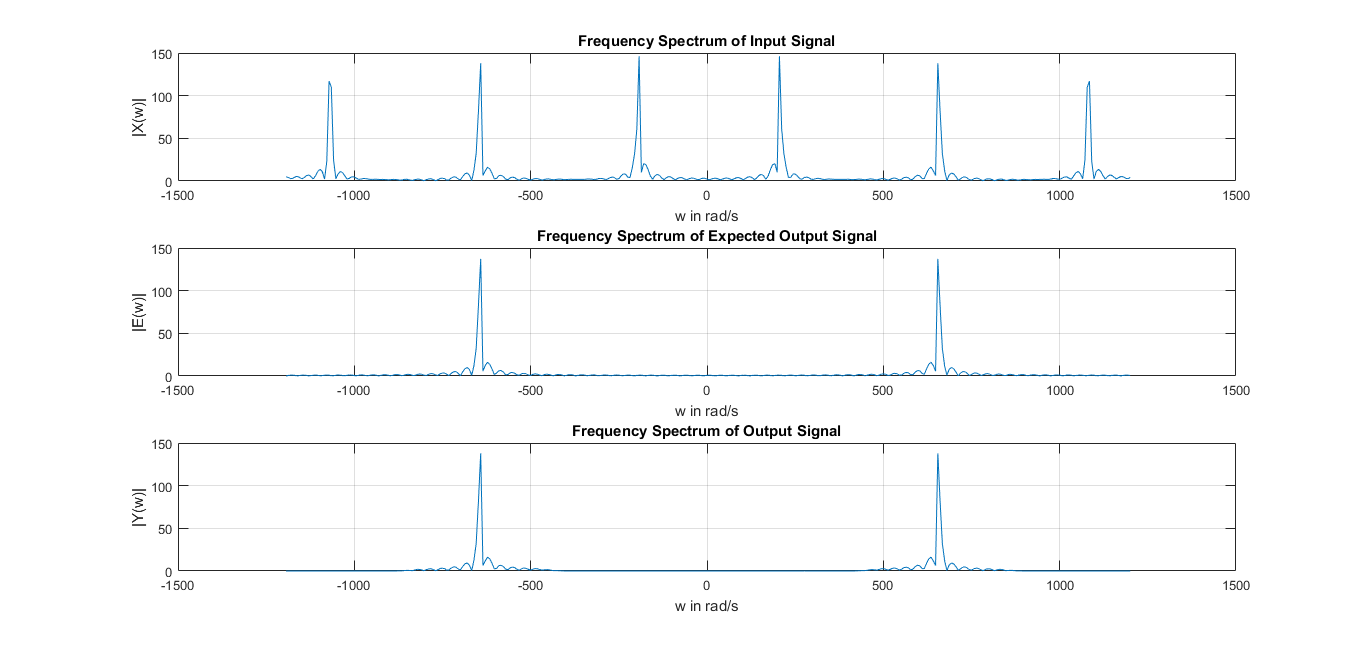 Frequency Spectrum of Input Signal
150
100
50
0
|X(w)|
-1500 -1000 -500 0 500 1000 1500
w in rad/s
Frequency Spectrum of Expected Output Signal
150
100
50
0
|E(w)|
-1500 -1000 -500 0 500 1000 1500
w in rad/s
Frequency Spectrum of Output Signal
150
100
50
0
|Y(w)|
-1500 -1000 -500 0 500 1000 1500
w in rad/s